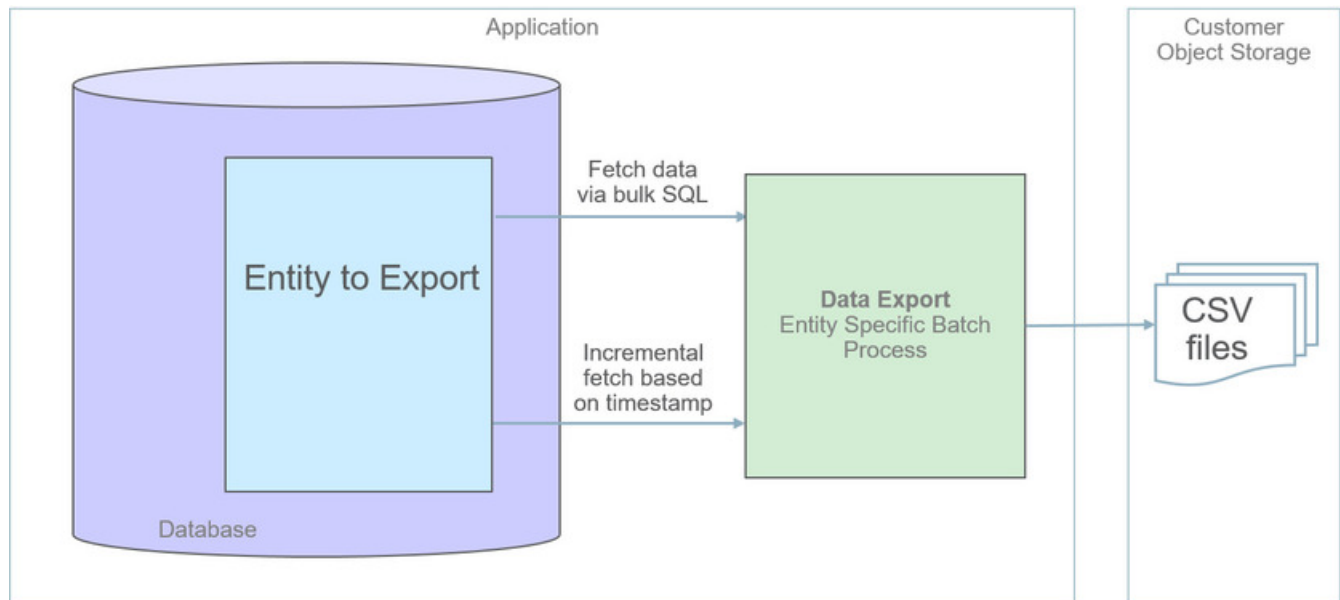 Application
Customer
Object Storage
Fetch data
via bulk SQL
Entity to Export
Data Export
Entity Specific Batch
Process
CSV
files
Incremental
fetch based
on timestamp
Database